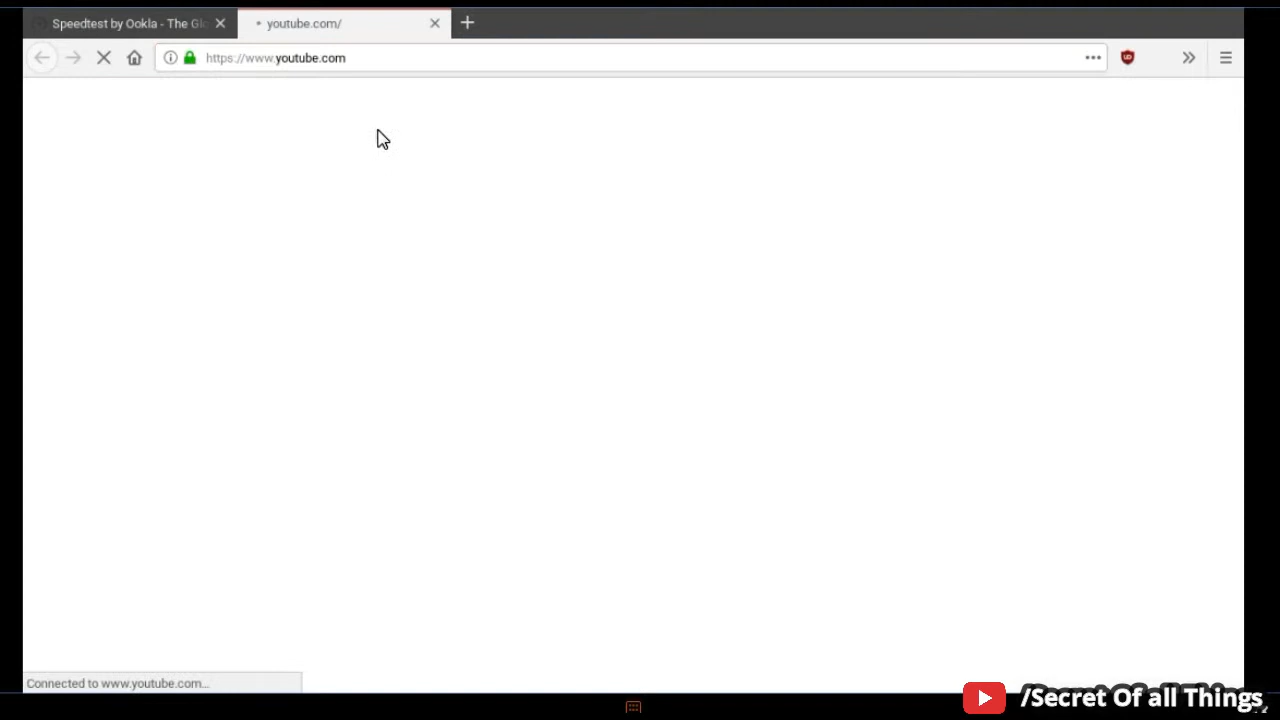 Speedtest by Ookla - The Glo
youtube.com/
https://www.youtube.com
Connected to www.youtube.com...
/Secret Of all Things